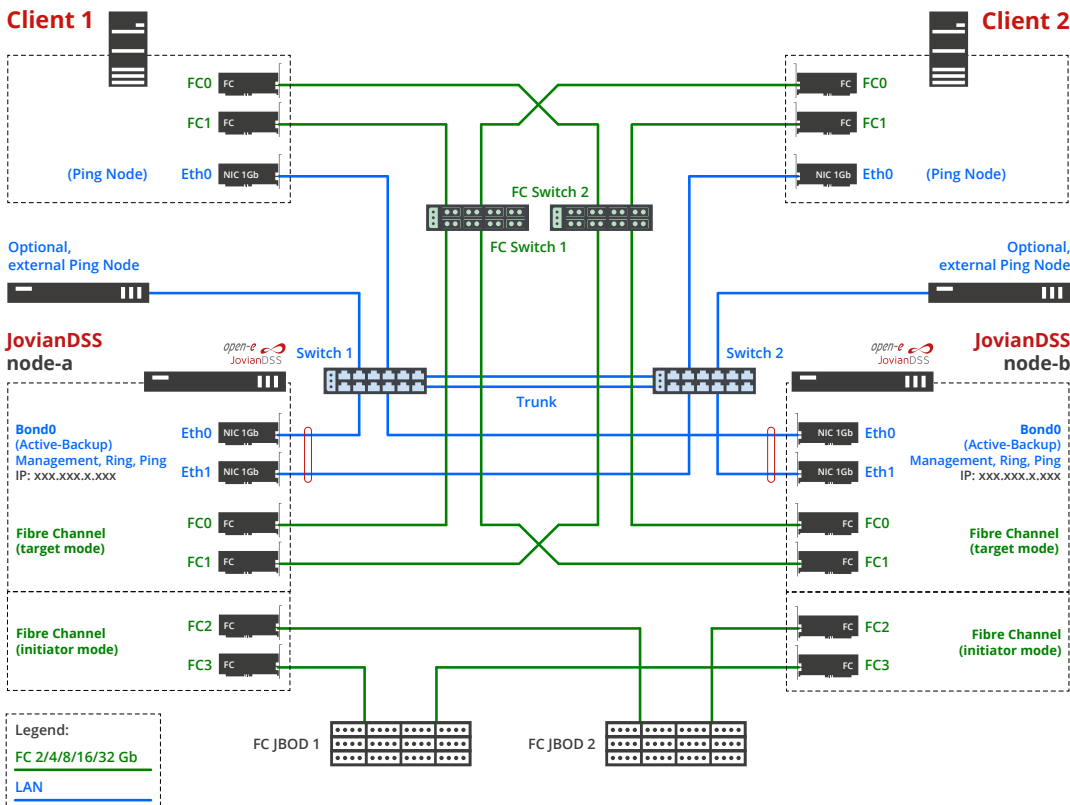 Client 1
Client 2
FC0
FC
FC
FC0
FC1
FC
FC
FC1
(Ping Node)
Eth0
NIC 1Gb
NIC 1Gb
Eth0
(Ping Node)
FC Switch 2
FC Switch 1
Optional,
external Ping Node
Optional,
external Ping Node
JovianDSS
node-a
open-e
JovianDSS
Switch 1
Switch 2
open-e
JovianDSS
JovianDSS
node-b
Trunk
Bond0
(Active-Backup)
Management, Ring, Ping
IP: xxx.xxx.x.xxx
Eth0
NIC 1Gb
Eth1
NIC 1Gb
NIC 1Gb
Eth0
NIC 1Gb
Eth1
Bond0
(Active-Backup)
Management, Ring, Ping
IP: xxx.xxx.x.xxx
Fibre Channel
(target mode)
FC0
FC
FC1
FC
FC
FC0
FC
FC1
Fibre Channel
(target mode)
Fibre Channel
(initiator mode)
FC2
FC
FC3
FC
FC
FC2
FC
FC3
Fibre Channel
(initiator mode)
FC JBOD 1
FC JBOD 2
Legend:
FC 2/4/8/16/32 Gb
LAN